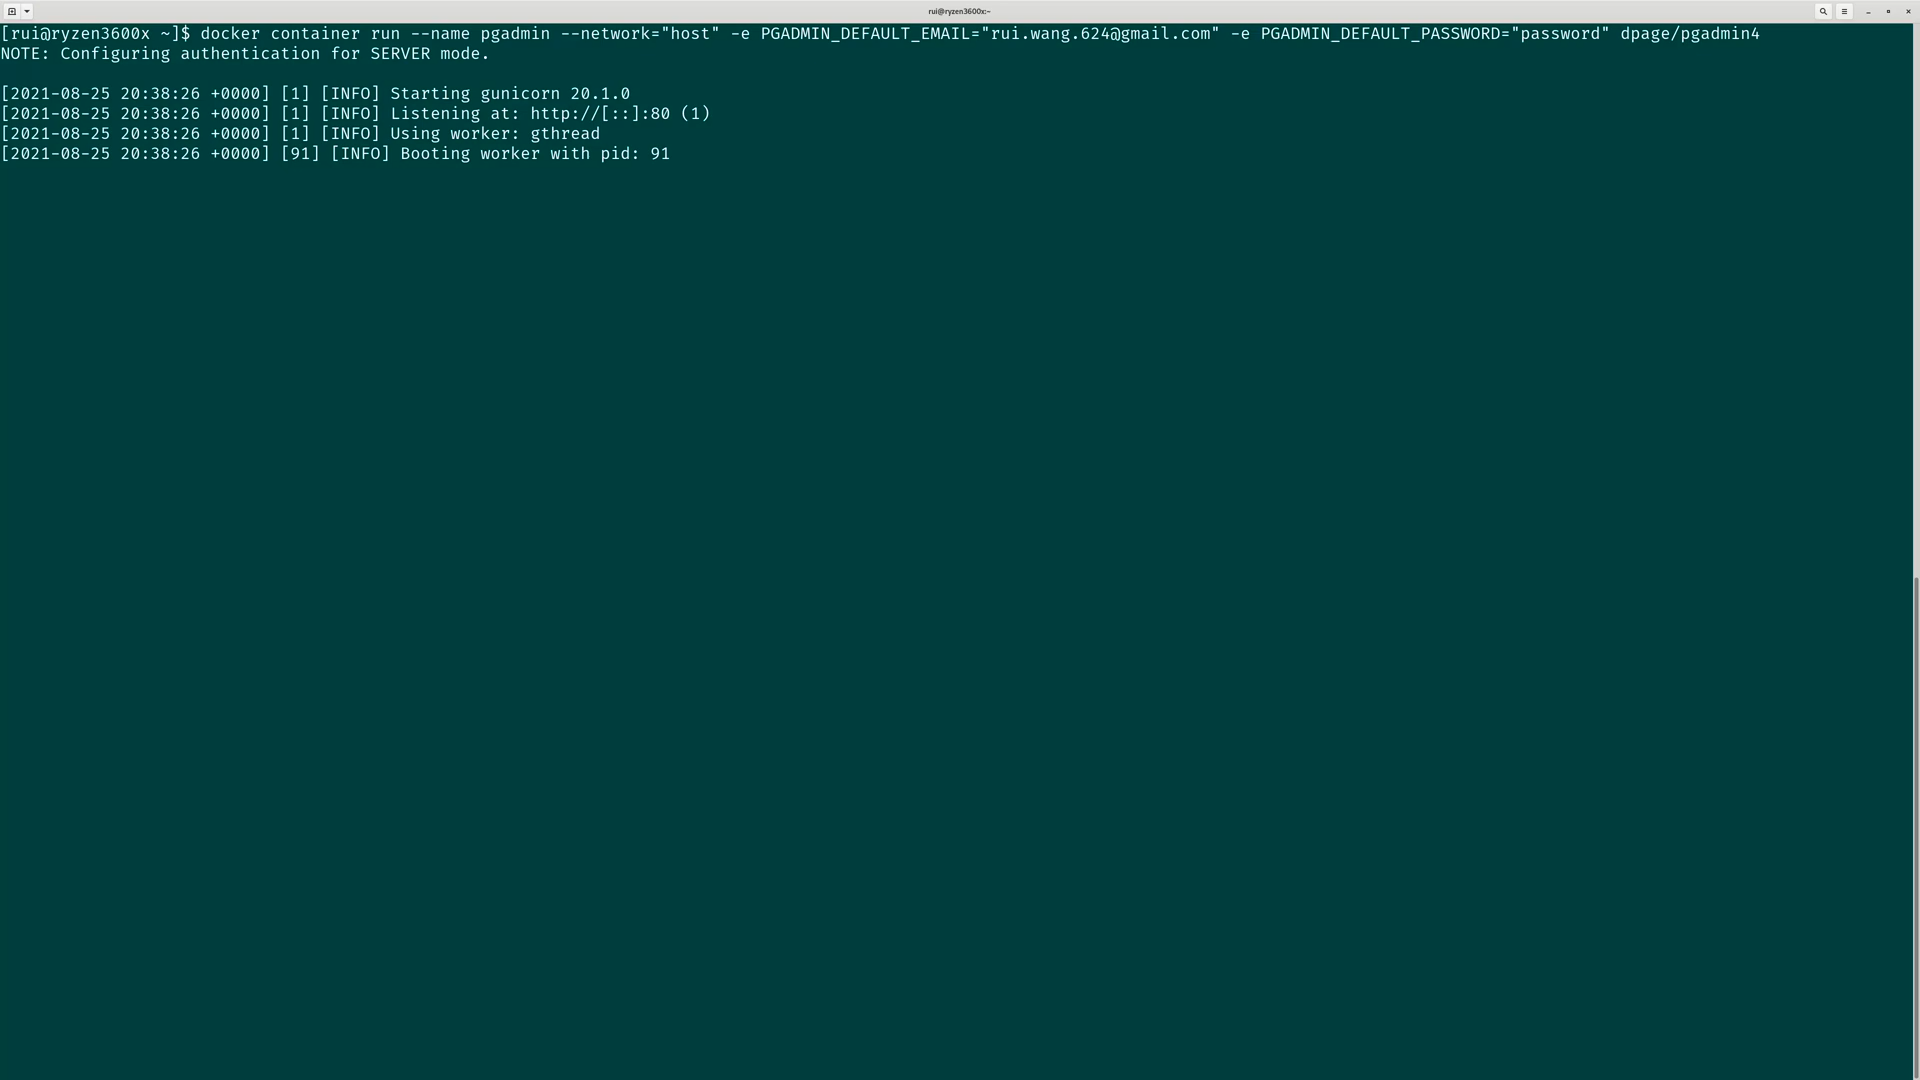 rui@ryzen3600x:~
[rui@ryzen3600x ~]$ docker container run --name pgadmin --network="host" -e PGADMIN_DEFAULT_EMAIL="rui.wang.624@gmail.com" -e PGADMIN_DEFAULT_PASSWORD="password" dpage/pgadmin4
NOTE: Configuring authentication for SERVER mode.
[2021-08-25 20:38:26 +0000] [1] [INFO] Starting gunicorn 20.1.0
[2021-08-25 20:38:26 +0000] [1] [INFO] Listening at: http://[::]:80 (1)
[2021-08-25 20:38:26 +0000] [1] [INFO] Using worker: gthread
[2021-08-25 20:38:26 +0000] [91] [INFO] Booting worker with pid: 91